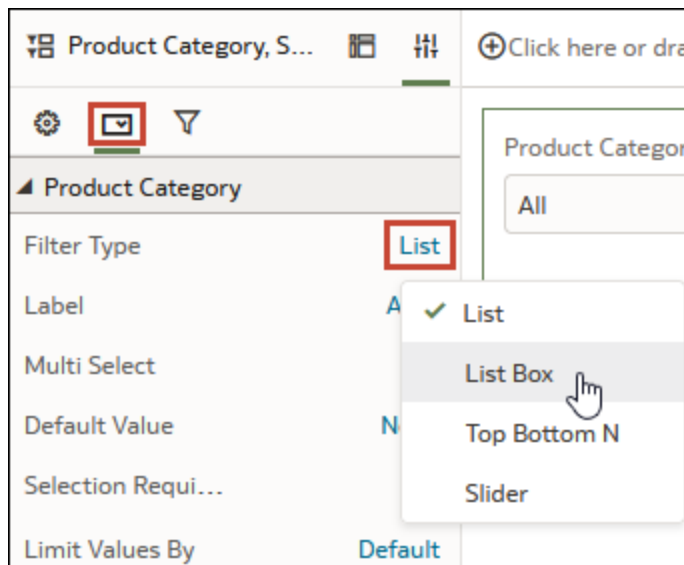 Product Category, S...
Click here or dra
Product Category
Product Categor
All
Filter Type
List
Label
A
List
Multi Select
List Box
Default Value
N
Top Bottom N
Selection Requi...
Slider
Limit Values By
Default